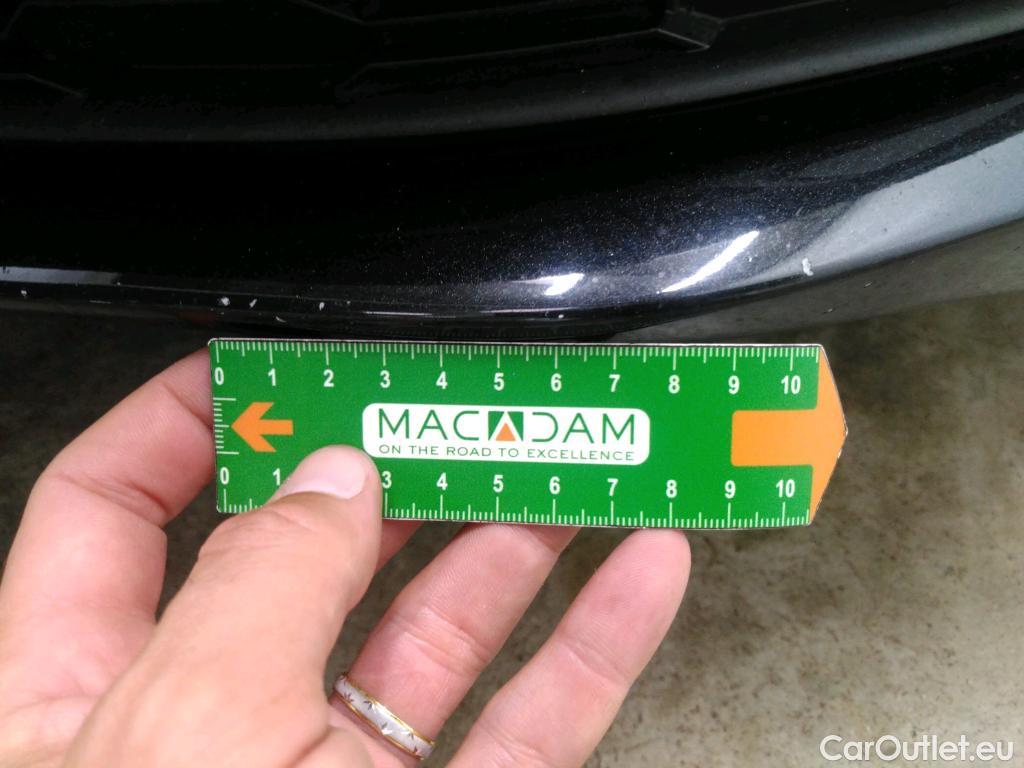 0 1 2 3 4 5 6 7 8 9 10
MACADAM
ON THE ROAD TO EXCELLENCE
0 1 3 4 5 6 7 8 9 10
CarOutlet.eu